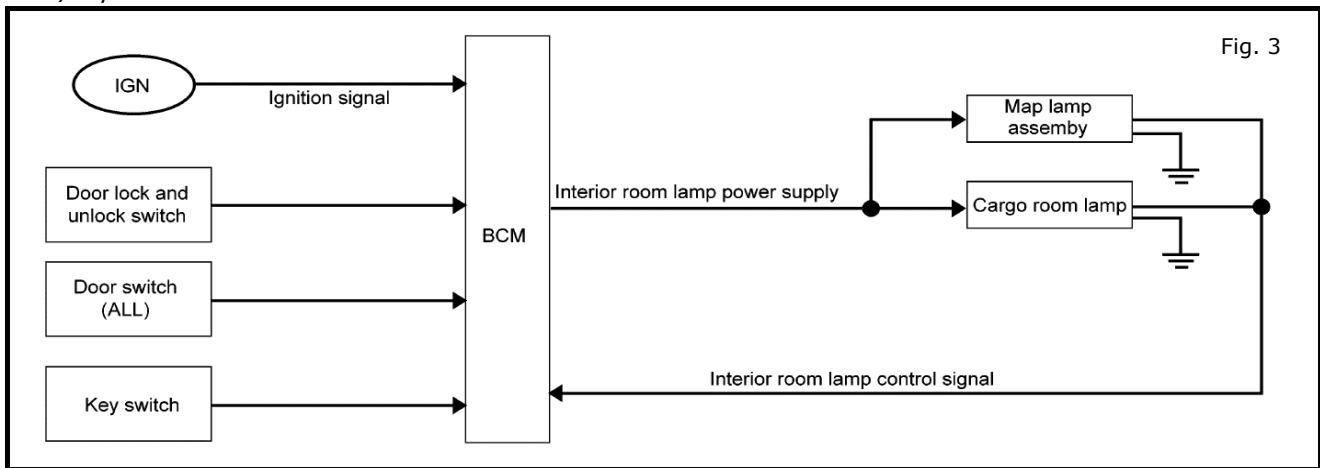 Fig. 3
IGN
Ignition signal
Door lock and
unlock switch
Door switch
(ALL)
Key switch
BCM
Interior room lamp power supply
Map lamp
assemby
Cargo room lamp
Interior room lamp control signal